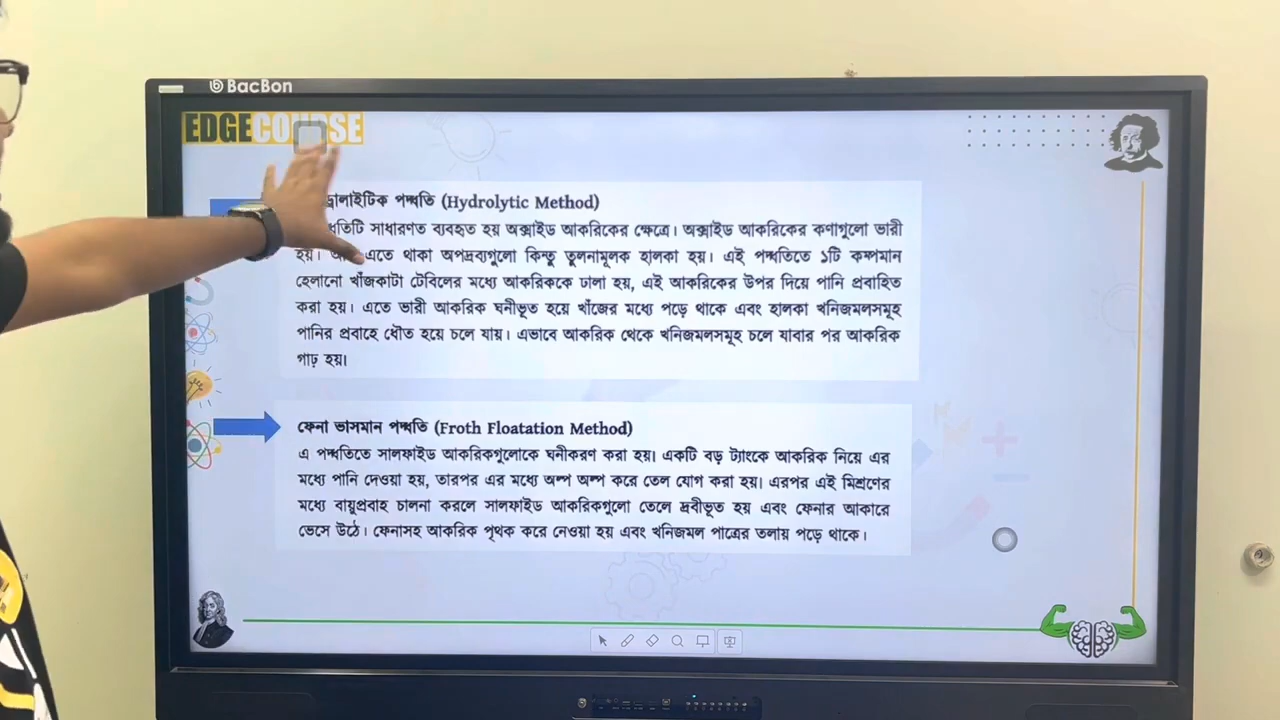 BacBon
EDGECOURSE
ড্রোলাইটিক পদ্ধতি (Hydrolytic Method)
সাধারণত ব্যবহৃত হয় অক্সাইড আকরিকের ক্ষেত্রে। অক্সাইড আকরিকের কণাগুলো ভারী
হয়। এতে থাকা অপদ্রব্যগুলো কিন্তু তুলনামূলক হালকা হয়। এই পদ্ধতিতে ১টি কম্পমান
হেলানো খাঁজকাটা টেবিলের মধ্যে আকরিককে ঢালা হয়, এই আকরিকের উপর দিয়ে পানি প্রবাহিত
করা হয়। এতে ভারী আকরিক ঘনীভূত হয়ে খাঁজের মধ্যে পড়ে থাকে এবং হালকা খনিজমলসমূহ
পানির প্রবাহে ধৌত হয়ে চলে যায়। এভাবে আকরিক থেকে খনিজমলসমূহ চলে যাবার পর আকরিক
গাঢ় হয়।
ফেনা ভাসমান পদ্ধতি (Froth Floatation Method)
এ পদ্ধতিতে সালফাইড আকরিকগুলোকে ঘনীকরণ করা হয়। একটি বড় ট্যাংকে আকরিক নিয়ে এর
মধ্যে পানি দেওয়া হয়, তারপর এর মধ্যে অল্প অল্প করে তেল যোগ করা হয়। এরপর এই মিশ্রণের
মধ্যে বায়ুপ্রবাহ চালনা করলে সালফাইড আকরিকগুলো তেলে দ্রবীভূত হয় এবং ফেনার আকারে
ভেসে উঠে। ফেনাসহ আকরিক পৃথক করে নেওয়া হয় এবং খনিজমল পাত্রের তলায় পড়ে থাকে।